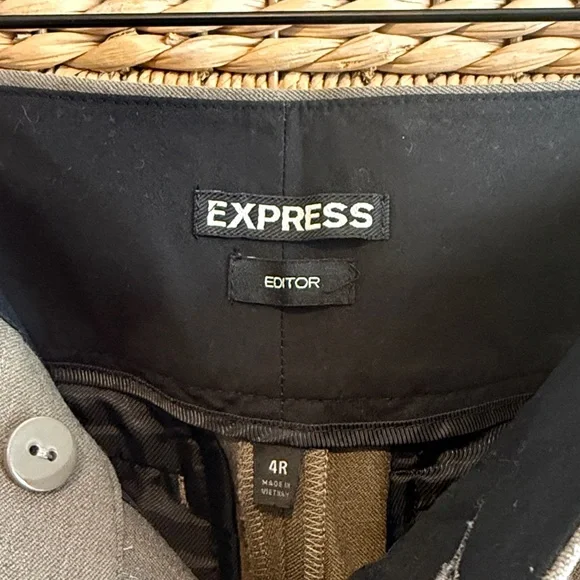 EXPRESS
EDITOR
4R
MADE IN
VIETNAM